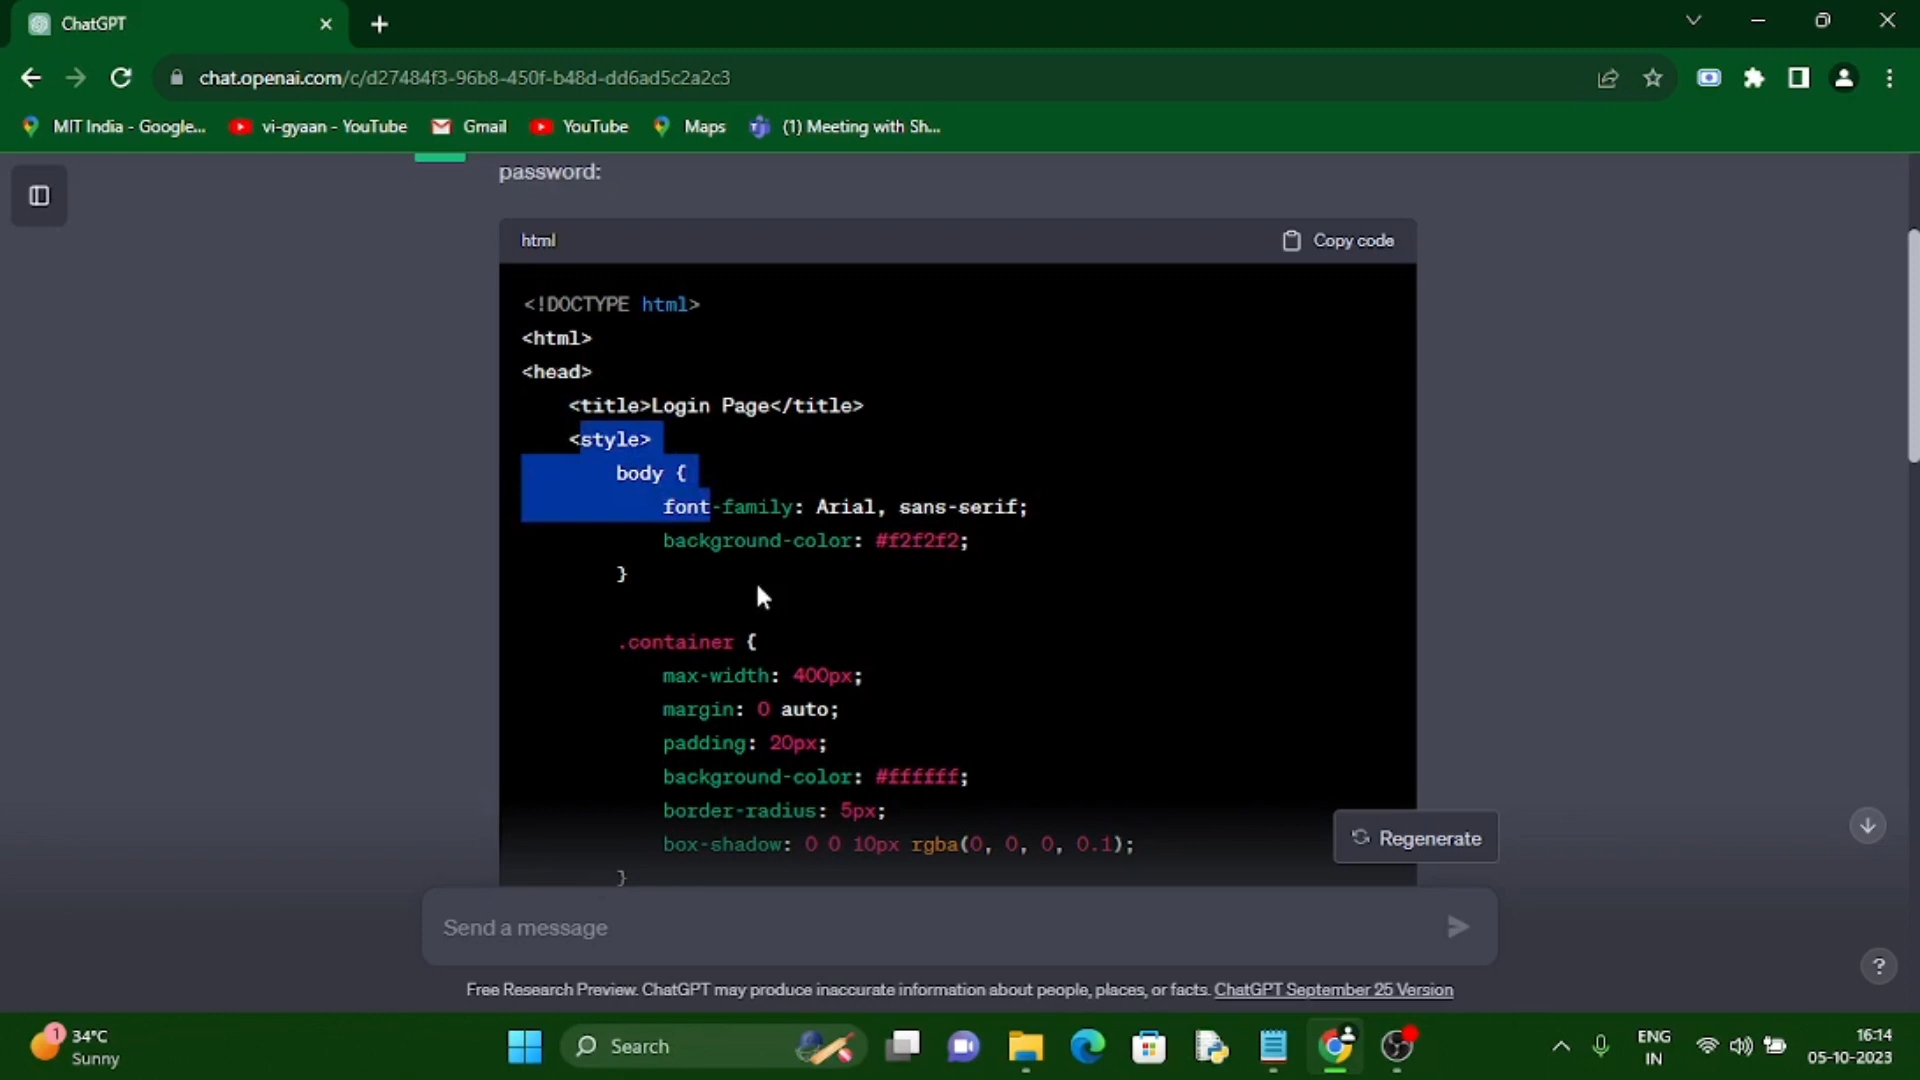 ChatGPT
chat.openai.com/c/d27484f3-96b8-450f-b48d-dd6ad5c2a2c3
MIT India - Google... vi-gyaan - YouTube Gmail YouTube Maps (1) Meeting with Sh...
password:
html Copy code
<!DOCTYPE html>
<html>
<head>
<title>Login Page</title>
<style>
body {
font-family: Arial, sans-serif;
background-color: #f2f2f2;
}
.container {
max-width: 400px;
margin: 0 auto;
padding: 20px;
background-color: #ffffff;
border-radius: 5px;
box-shadow: 0 0 10px rgba(0, 0, 0, 0.1);
}
Regenerate
Send a message
Free Research Preview. ChatGPT may produce inaccurate information about people, places, or facts. ChatGPT September 25 Version
?
1
34°C
Sunny
Search
ENG
IN
16:14
05-10-2023